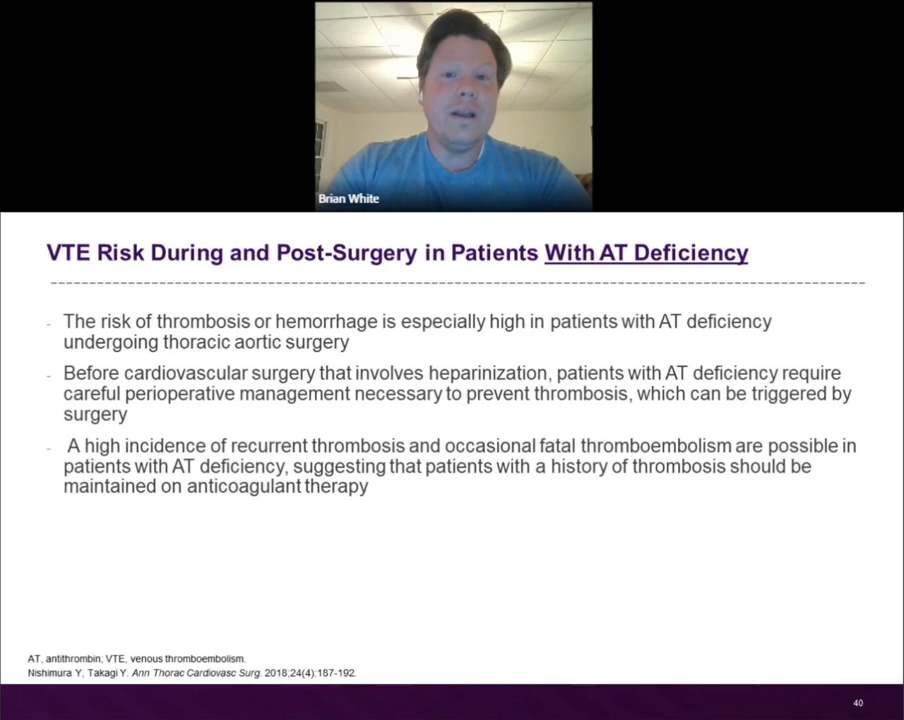 Brian White
VTE Risk During and Post-Surgery in Patients With AT Deficiency
- The risk of thrombosis or hemorrhage is especially high in patients with AT deficiency
undergoing thoracic aortic surgery
- Before cardiovascular surgery that involves heparinization, patients with AT deficiency require
careful perioperative management necessary to prevent thrombosis, which can be triggered by
surgery
- A high incidence of recurrent thrombosis and occasional fatal thromboembolism are possible in
patients with AT deficiency, suggesting that patients with a history of thrombosis should be
maintained on anticoagulant therapy
AT, antithrombin; VTE, venous thromboembolism.
Nishimura Y, Takagi Y. Ann Thorac Cardiovasc Surg. 2018;24(4):187-192.
40